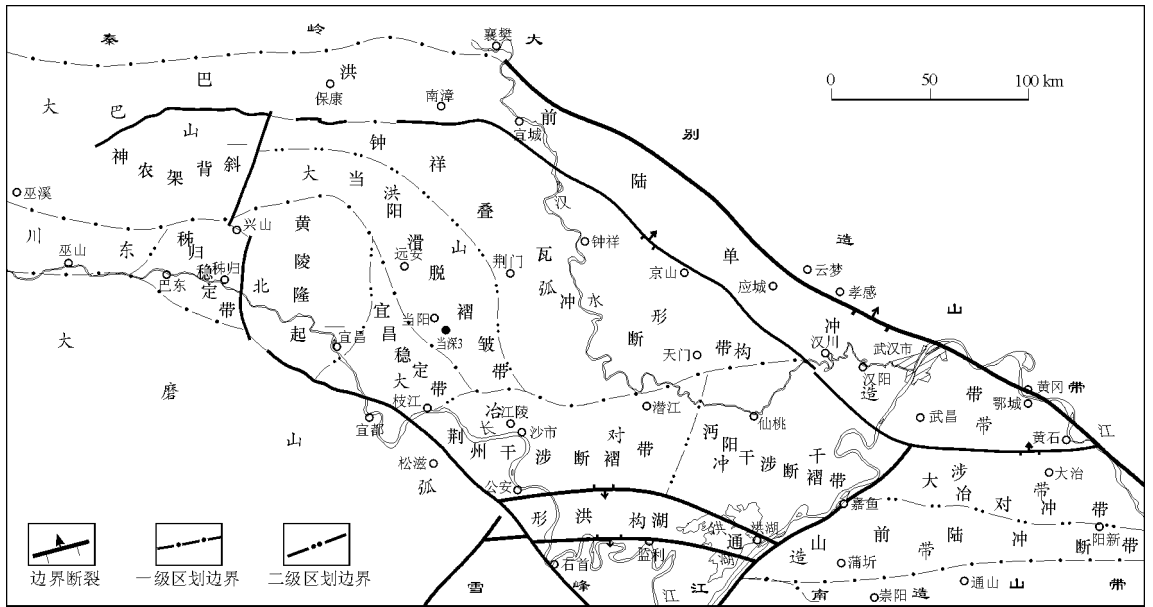 秦 岭 大 别 造 山 带
襄樊
0 50 100 km
大 巴 山 弧 形 构
大 洪 山 弧 形 构 造
巴 洪
保康
南漳
宜城
前 陆 单 冲 带
神 农 架 背 斜
钟 祥 叠 瓦 冲 断 带
大 当 阳 滑 脱 褶 皱 带
巫溪
兴山
汉 水
钟祥
京山
云梦
应城
孝感
川 东
巫山
秭归稳定带
秭归
巴东
黄 陵 隆 起
北
远安
荆门
当阳
当深3
宜昌
宜昌稳定带
天门
汉川
武汉市
汉阳
武昌
黄冈
鄂城
黄石
江
大 磨 山 弧 形 构 造
枝江
宜都
江陵
沙市
潜江
仙桃
松滋
公安
长
荆 州 干 涉 断 褶 带
大 冶 对 冲 带
沔 阳 干 涉 断 褶 带
洪 湖
洪湖
通
嘉鱼
大冶
阳新
监利
石首
蒲圻
崇阳
通山
前 陆 冲 断 带
雪 峰 山
江 南 造 山 带
边界断裂
一级区划边界
二级区划边界